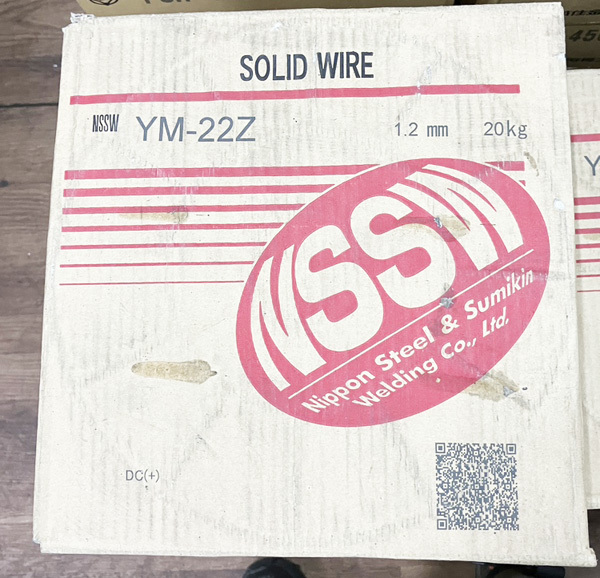 SOLID WIRE
NSSW YM-22Z 1.2 mm 20kg
NSSW
Nippon Steel & Sumikin
Welding Co., Ltd.
DC(+)